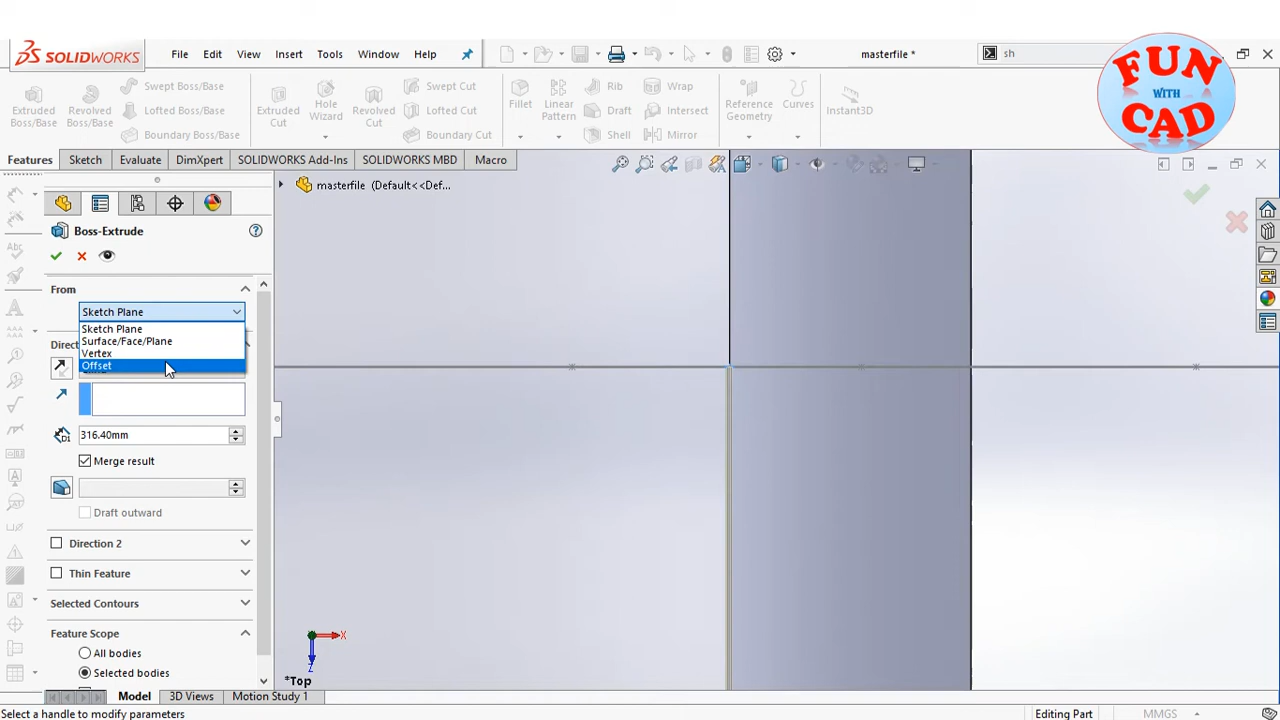 SOLIDWORKS
File Edit View Insert Tools Window Help
masterfile *
sh
FUN
WITH
CAD
Extruded
Boss/Base
Revolved
Boss/Base
Swept Boss/Base
Lofted Boss/Base
Boundary Boss/Base
Extruded
Cut
Hole
Wizard
Revolved
Cut
Swept Cut
Lofted Cut
Boundary Cut
Fillet
Linear
Pattern
Rib
Draft
Shell
Wrap
Intersect
Mirror
Reference
Geometry
Curves
Instant3D
Features Sketch Evaluate DimXpert SOLIDWORKS Add-Ins SOLIDWORKS MBD Macro
masterfile (Default<<Def...
Boss-Extrude
From
Sketch Plane
Sketch Plane
Surface/Face/Plane
Vertex
Offset
316.40mm
Merge result
Draft outward
Direction 2
Thin Feature
Selected Contours
Feature Scope
All bodies
Selected bodies
X
Z
*Top
Model 3D Views Motion Study 1
Select a handle to modify parameters
Editing Part
MMGS